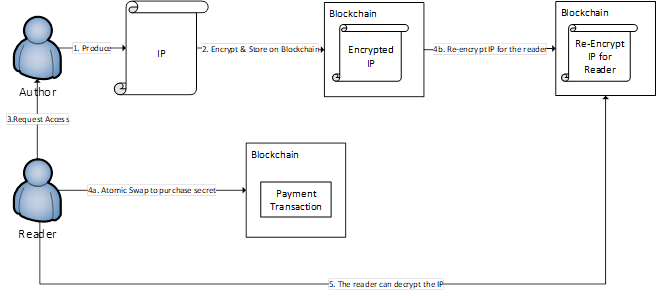 Blockchain
Blockchain
1. Produce
IP
2. Encrypt & Store on Blockchain
Encrypted
IP
4b. Re-encrypt IP for the reader
Re-Encrypt
IP for
Reader
Author
3.Request Access
Blockchain
4a. Atomic Swap to purchase secret
Payment
Transaction
Reader
5. The reader can decrypt the IP